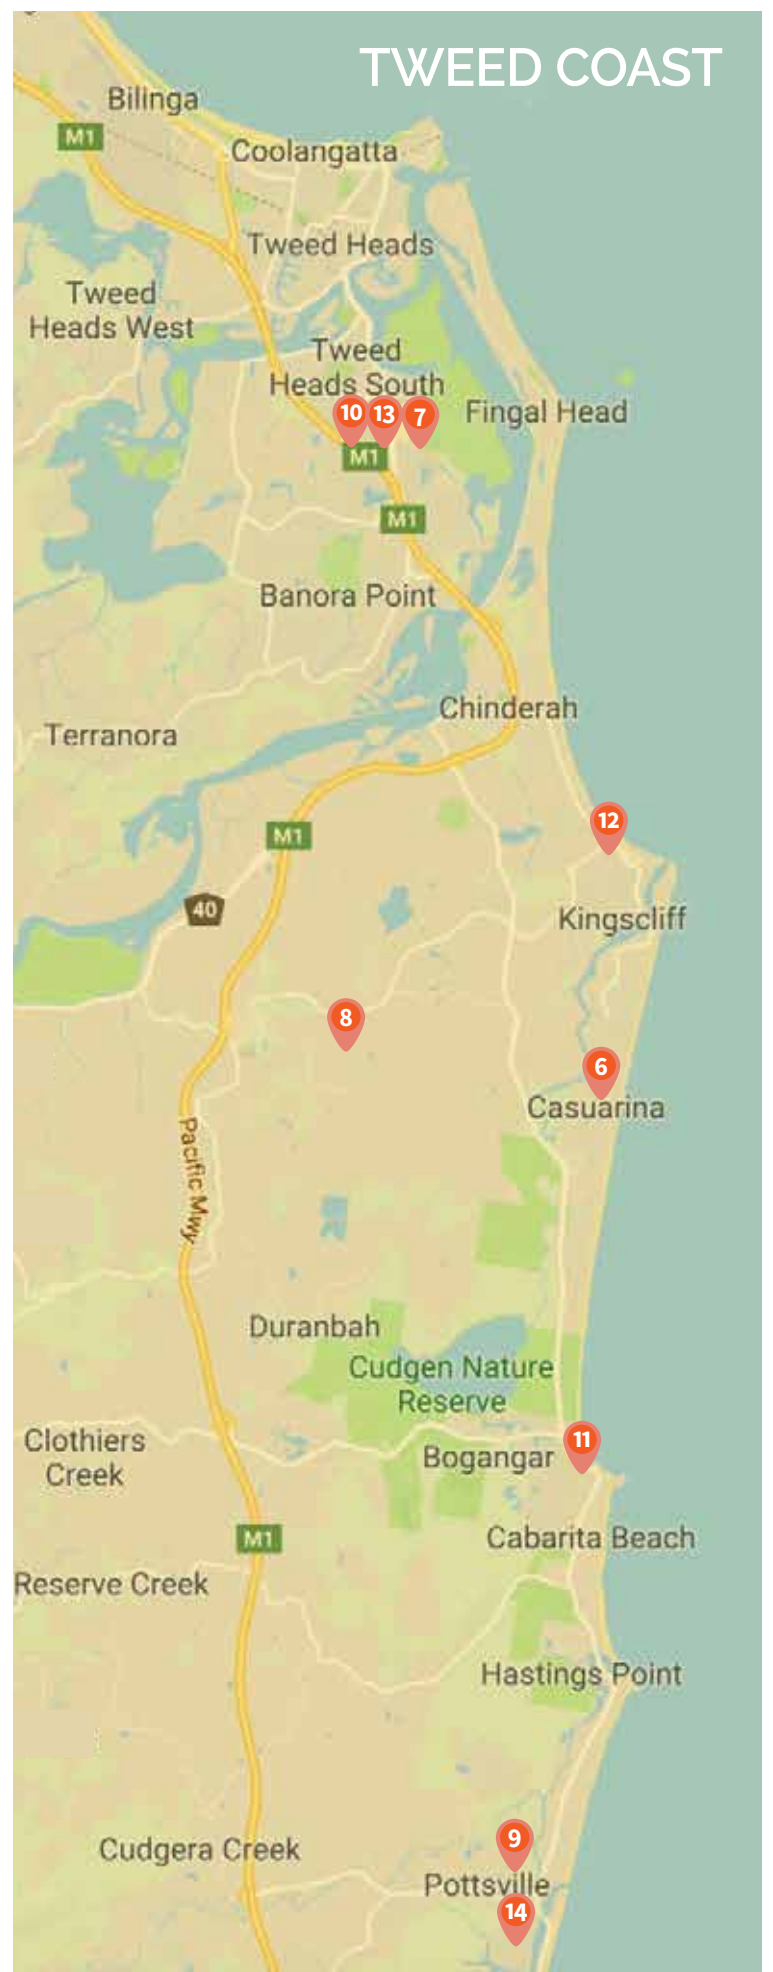 TWEED COAST
Bilinga
M1
Coolangatta
Tweed Heads
Tweed
Heads West
Tweed
Heads South
10
13
7
Fingal Head
M1
M1
Banora Point
Chinderah
Terranora
12
M1
40
Kingscliff
8
6
Casuarina
Pacific Mwy
Duranbah
Cudgen Nature
Reserve
Clothiers
Creek
11
Bogangar
M1
Cabarita Beach
Reserve Creek
Hastings Point
9
Cudgera Creek
Pottsville
14